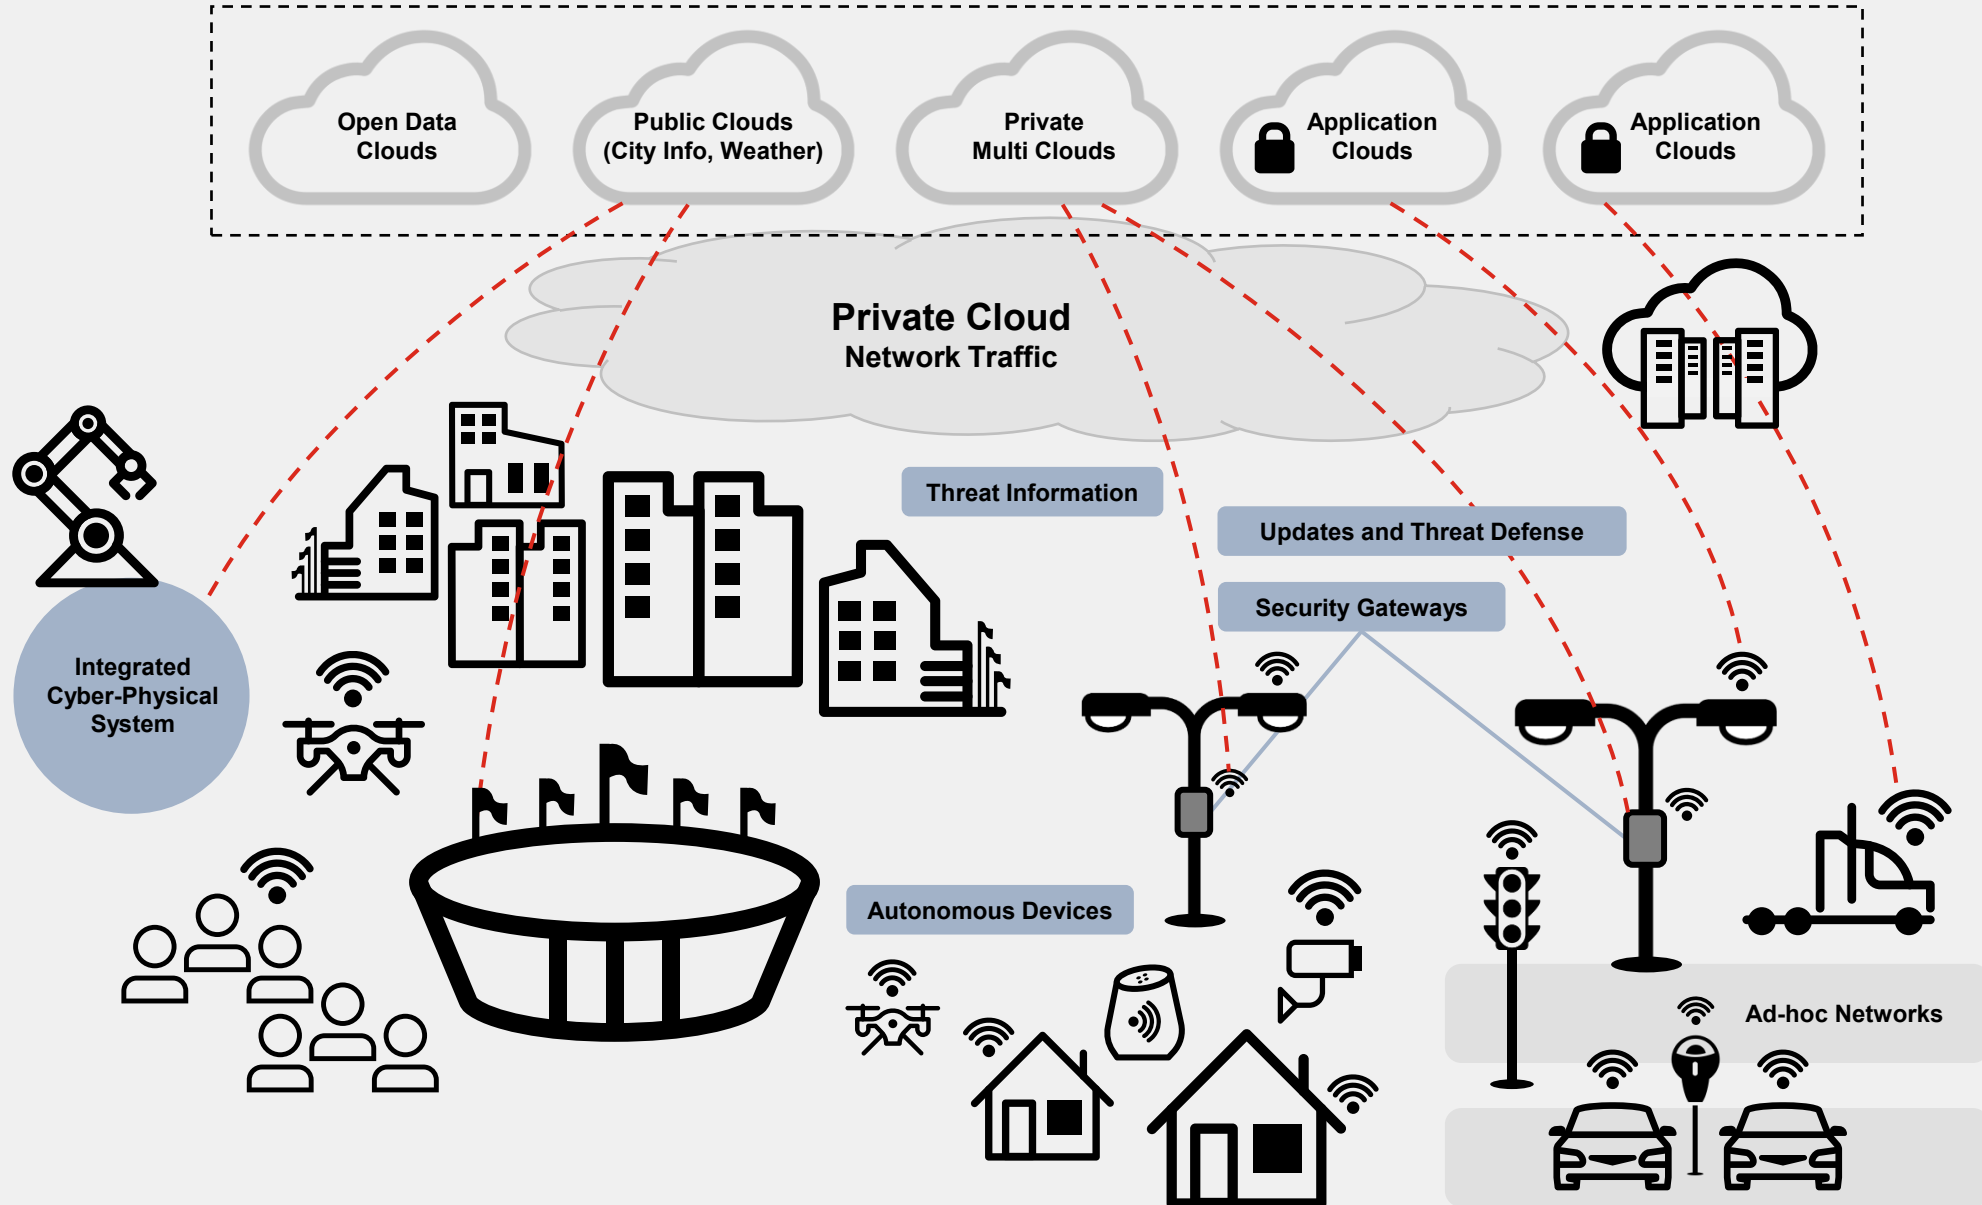 Open Data
Clouds
Public Clouds
(City Info, Weather)
Private
Multi Clouds
Application
Clouds
Application
Clouds
Private Cloud
Network Traffic
Threat Information
Updates and Threat Defense
Security Gateways
Integrated
Cyber-Physical
System
Autonomous Devices
Ad-hoc Networks